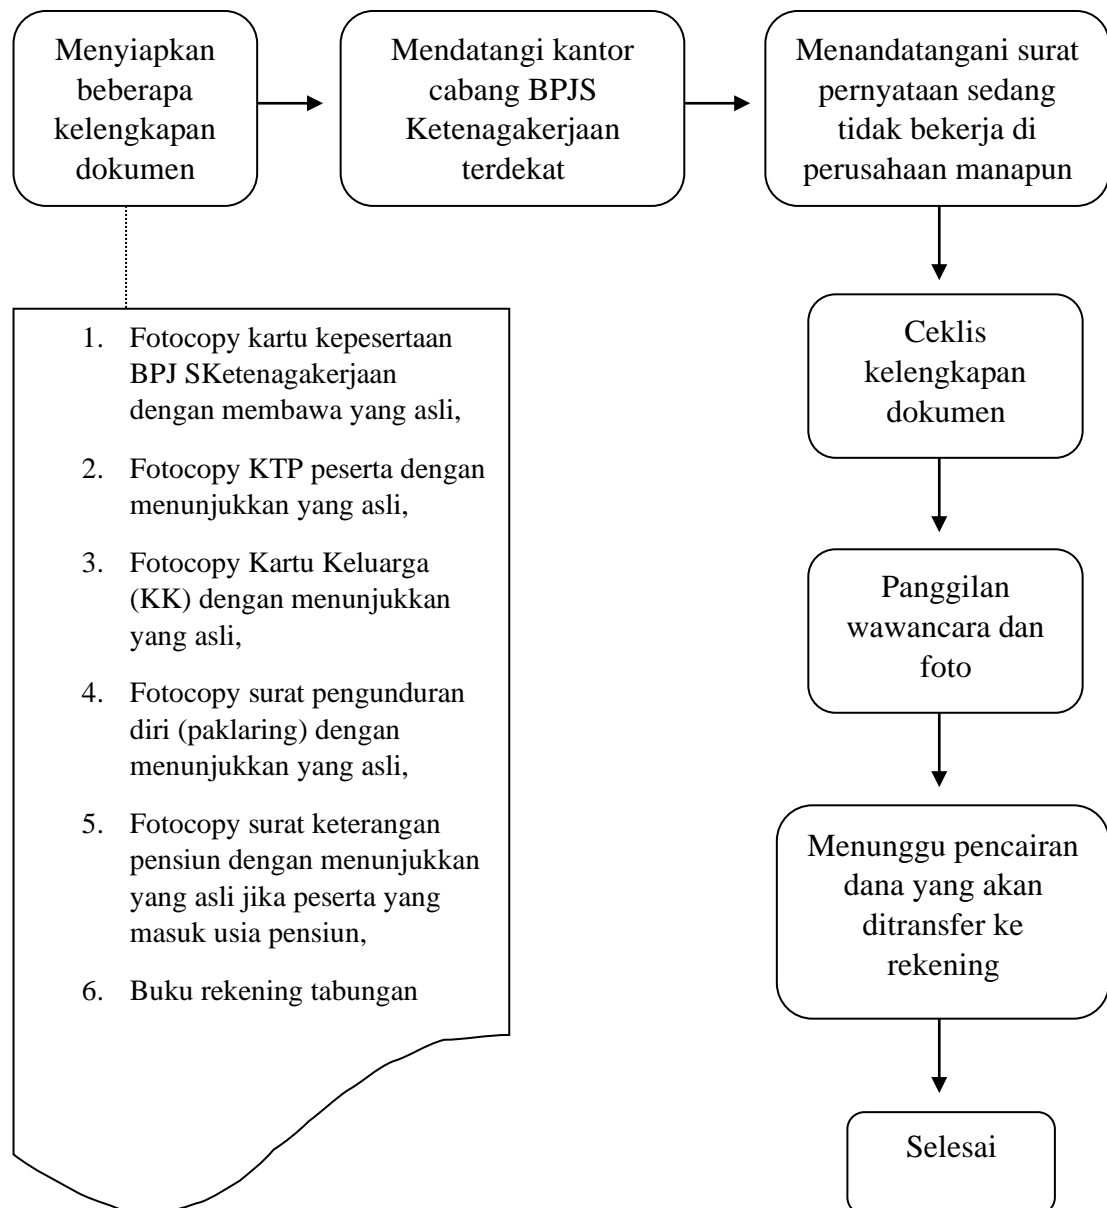 Menyiapkan
beberapa
kelengkapan
dokumen
Mendatangi kantor
cabang BPJS
Ketenagakerjaan
terdekat
Menandatangani surat
pernyataan sedang
tidak bekerja di
perusahaan manapun
1. Fotocopy kartu kepesertaan
BPJ SKetenagakerjaan
dengan membawa yang asli,
2. Fotocopy KTP peserta dengan
menunjukkan yang asli,
3. Fotocopy Kartu Keluarga
(KK) dengan menunjukkan
yang asli,
4. Fotocopy surat pengunduran
diri (paklaring) dengan
menunjukkan yang asli,
5. Fotocopy surat keterangan
pensiun dengan menunjukkan
yang asli jika peserta yang
masuk usia pensiun,
6. Buku rekening tabungan
Ceklis
kelengkapan
dokumen
Panggilan
wawancara dan
foto
Menunggu pencairan
dana yang akan
ditransfer ke
rekening
Selesai